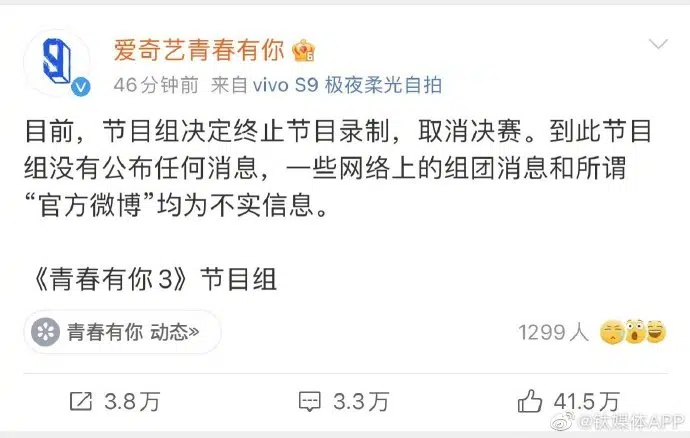 爱奇艺青春有你
46分钟前 来自 vivo S9 极夜柔光自拍
目前，节目组决定终止节目录制，取消决赛。到此节目
组没有公布任何消息，一些网络上的组团消息和所谓
“官方微博”均为不实信息。
《青春有你3》节目组
青春有你 动态»
1299人
3.8万
3.3万
41.5万
@钛媒体APP